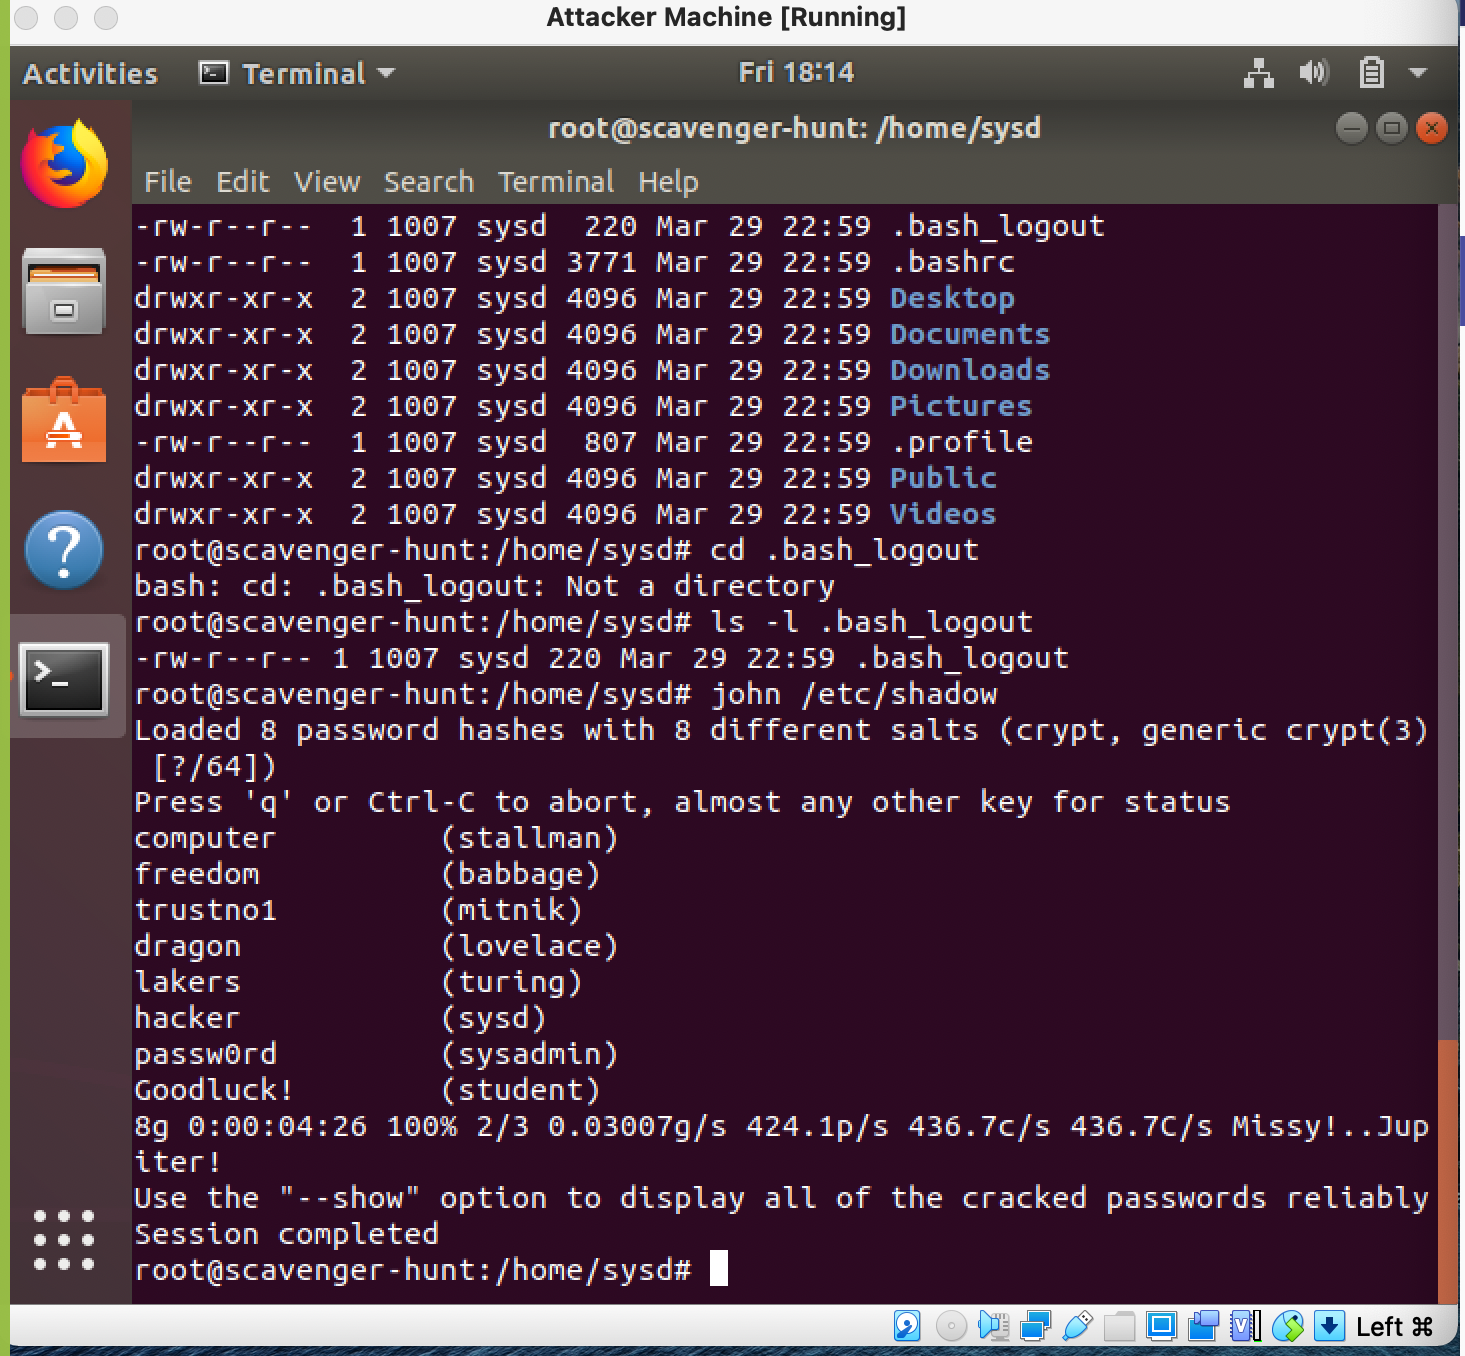 Attacker Machine [Running]
Activities Terminal Fri 18:14
root@scavenger-hunt: /home/sysd
File Edit View Search Terminal Help
-rw-r--r-- 1 1007 sysd 220 Mar 29 22:59 .bash_logout
-rw-r--r-- 1 1007 sysd 3771 Mar 29 22:59 .bashrc
drwxr-xr-x 2 1007 sysd 4096 Mar 29 22:59 Desktop
drwxr-xr-x 2 1007 sysd 4096 Mar 29 22:59 Documents
drwxr-xr-x 2 1007 sysd 4096 Mar 29 22:59 Downloads
drwxr-xr-x 2 1007 sysd 4096 Mar 29 22:59 Pictures
-rw-r--r-- 1 1007 sysd 807 Mar 29 22:59 .profile
drwxr-xr-x 2 1007 sysd 4096 Mar 29 22:59 Public
drwxr-xr-x 2 1007 sysd 4096 Mar 29 22:59 Videos
root@scavenger-hunt:/home/sysd# cd .bash_logout
bash: cd: .bash_logout: Not a directory
root@scavenger-hunt:/home/sysd# ls -l .bash_logout
-rw-r--r-- 1 1007 sysd 220 Mar 29 22:59 .bash_logout
root@scavenger-hunt:/home/sysd# john /etc/shadow
Loaded 8 password hashes with 8 different salts (crypt, generic crypt(3)
[?/64])
Press 'q' or Ctrl-C to abort, almost any other key for status
computer (stallman)
freedom (babbage)
trustno1 (mitnik)
dragon (lovelace)
lakers (turing)
hacker (sysd)
passw0rd (sysadmin)
Goodluck! (student)
8g 0:00:04:26 100% 2/3 0.03007g/s 424.1p/s 436.7c/s 436.7C/s Missy!..Jup
iter!
Use the "--show" option to display all of the cracked passwords reliably
Session completed
root@scavenger-hunt:/home/sysd#
Left ⌘